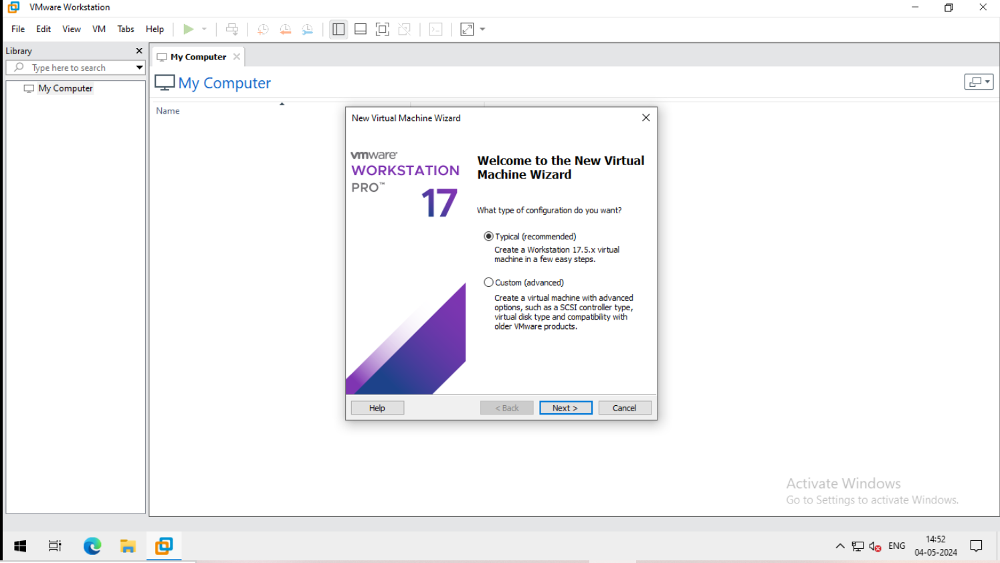 VMware Workstation
File Edit View VM Tabs Help
Library
Type here to search
My Computer
My Computer
My Computer
Name
New Virtual Machine Wizard
vmware
WORKSTATION
PRO™
17
Welcome to the New Virtual
Machine Wizard
What type of configuration do you want?
Typical (recommended)
Create a Workstation 17.5.x virtual
machine in a few easy steps.
Custom (advanced)
Create a virtual machine with advanced
options, such as a SCSI controller type,
virtual disk type and compatibility with
older VMware products.
Help < Back Next > Cancel
Activate Windows
Go to Settings to activate Windows.
ENG
14:52
04-05-2024